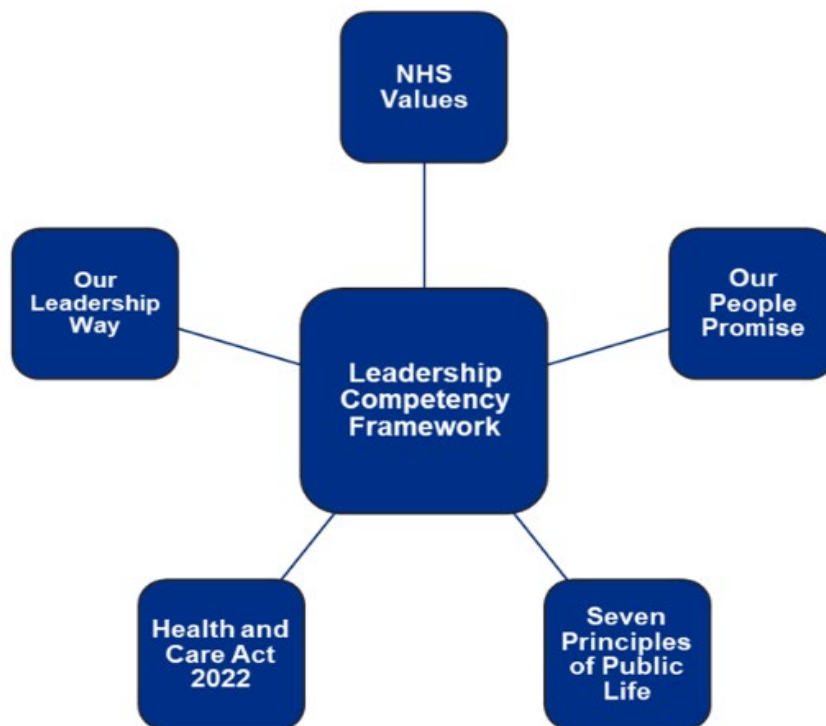 NHS
Values
Our
Leadership
Way
Our
People
Promise
Leadership
Competency
Framework
Health and
Care Act
2022
Seven
Principles
of Public
Life